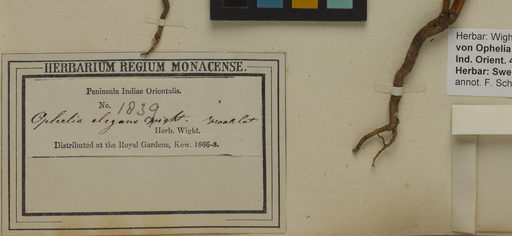 HERBARIUM REGIUM MONACENSE.
Peninsula Indiae Orientalis.
No. 1839
Ophelia elegans Wight.
Herb. Wight.
Distributed at the Royal Gardens, Kew. 1866-8.
Herbar: Wigh
von Ophelia
Ind. Orient. 4
Herbar: Swe
annot. F. Sch